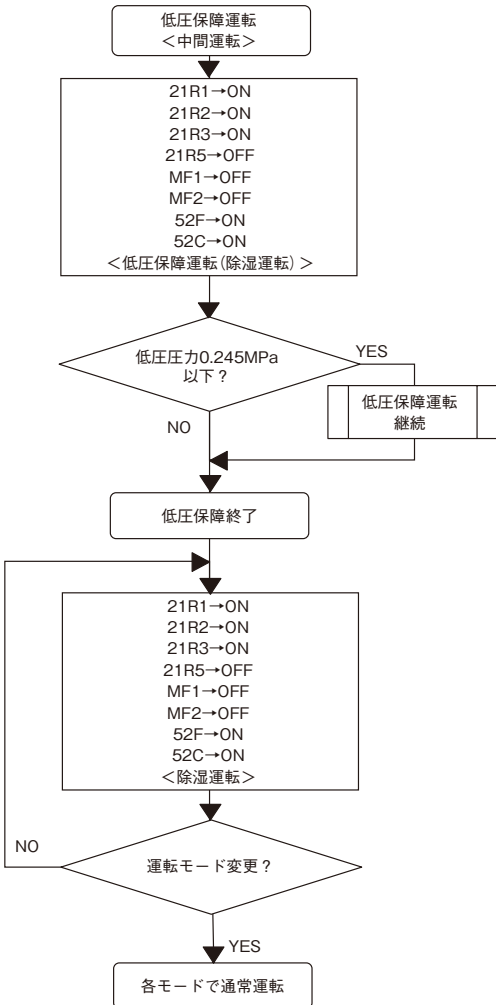 低圧保障運転
＜中間運転＞
21R1→ON
21R2→ON
21R3→ON
21R5→OFF
MF1→OFF
MF2→OFF
52F→ON
52C→ON
＜低圧保障運転(除湿運転)＞
低圧圧力0.245MPa
以下？
YES
低圧保障運転
継続
NO
低圧保障終了
21R1→ON
21R2→ON
21R3→ON
21R5→OFF
MF1→OFF
MF2→OFF
52F→ON
52C→ON
＜除湿運転＞
NO
運転モード変更？
YES
各モードで通常運転